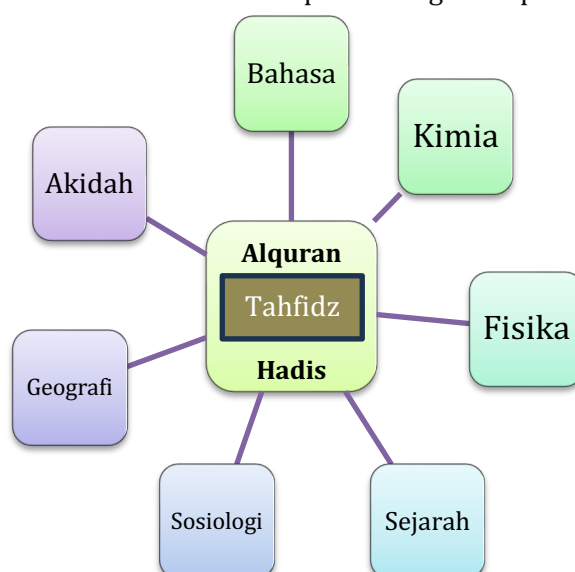 Bahasa
Kimia
Akidah
Alquran
Tahfidz
Hadis
Fisika
Geografi
Sosiologi
Sejarah